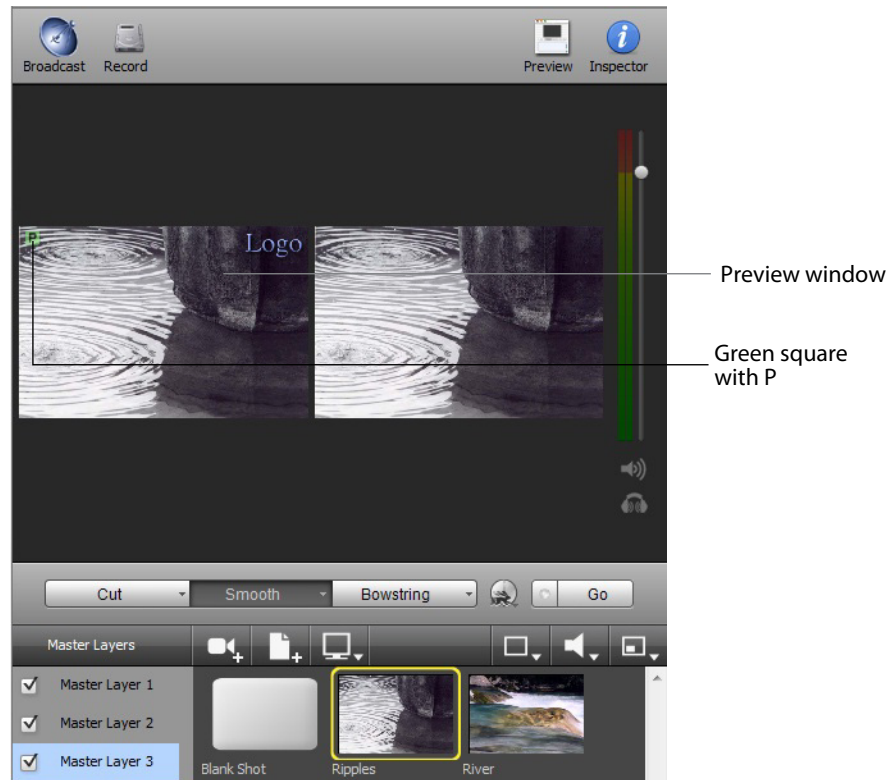 Broadcast Record Preview Inspector
P Logo
Preview window
Green square
with P
Cut Smooth Bowstring Go
Master Layers
Master Layer 1
Master Layer 2
Master Layer 3
Blank Shot Ripples River